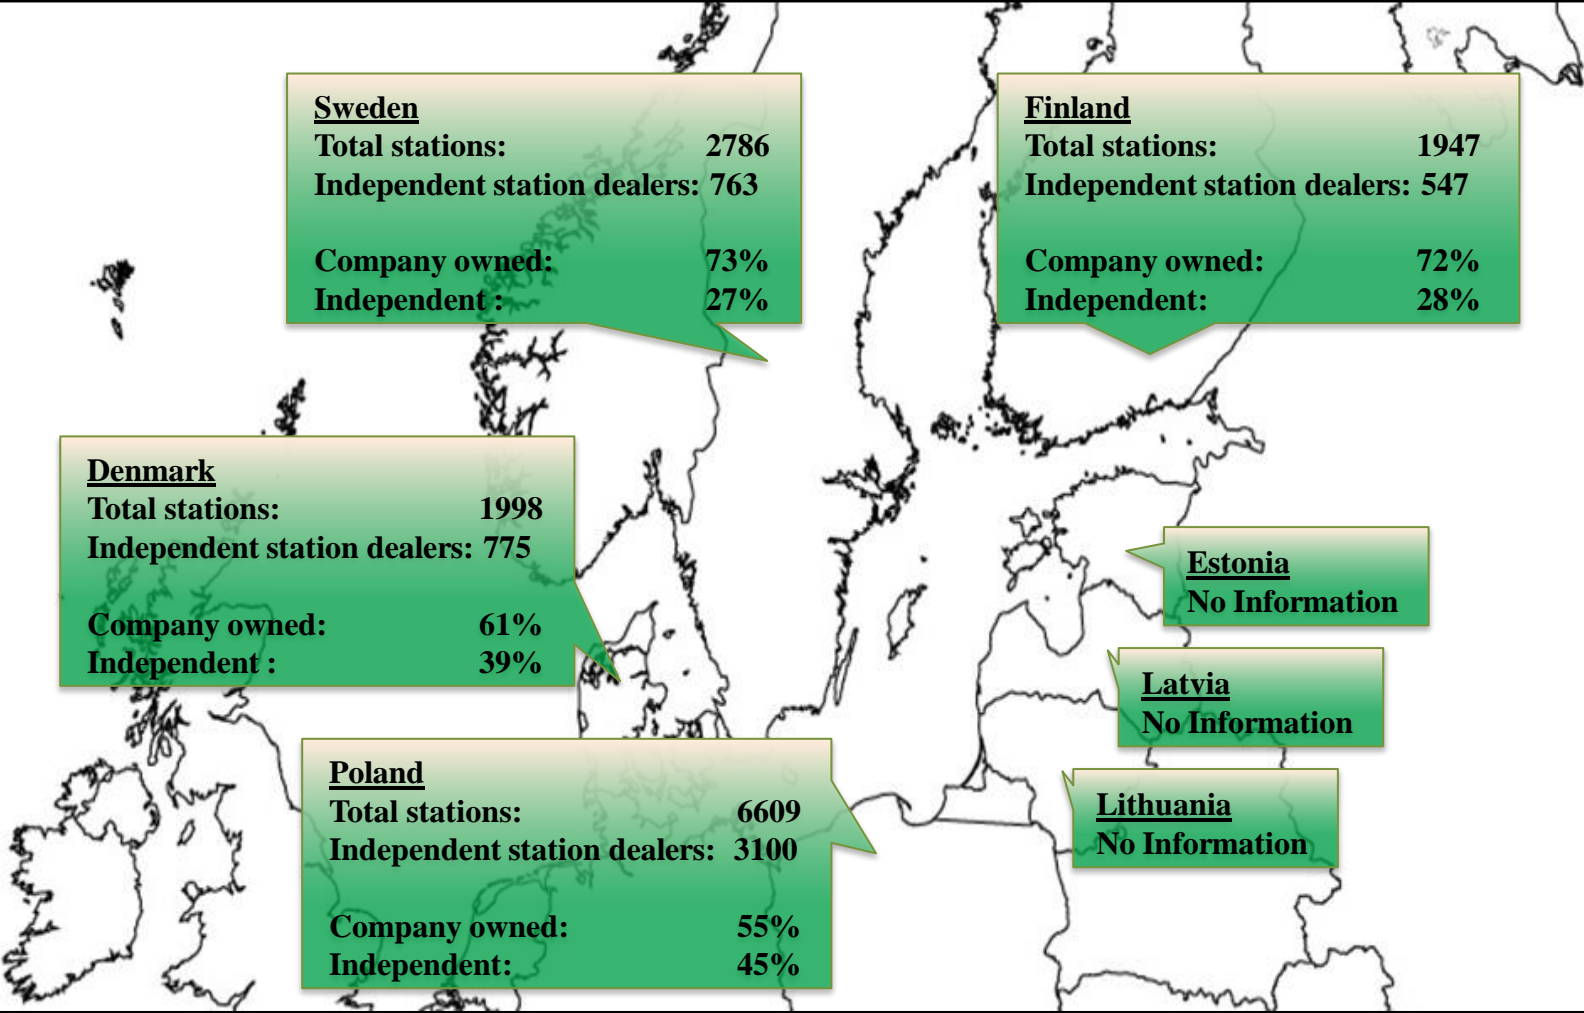 Sweden
Total stations: 2786
Independent station dealers: 763
Company owned: 73%
Independent : 27%
Finland
Total stations: 1947
Independent station dealers: 547
Company owned: 72%
Independent: 28%
Denmark
Total stations: 1998
Independent station dealers: 775
Company owned: 61%
Independent : 39%
Estonia
No Information
Latvia
No Information
Poland
Total stations: 6609
Independent station dealers: 3100
Company owned: 55%
Independent: 45%
Lithuania
No Information